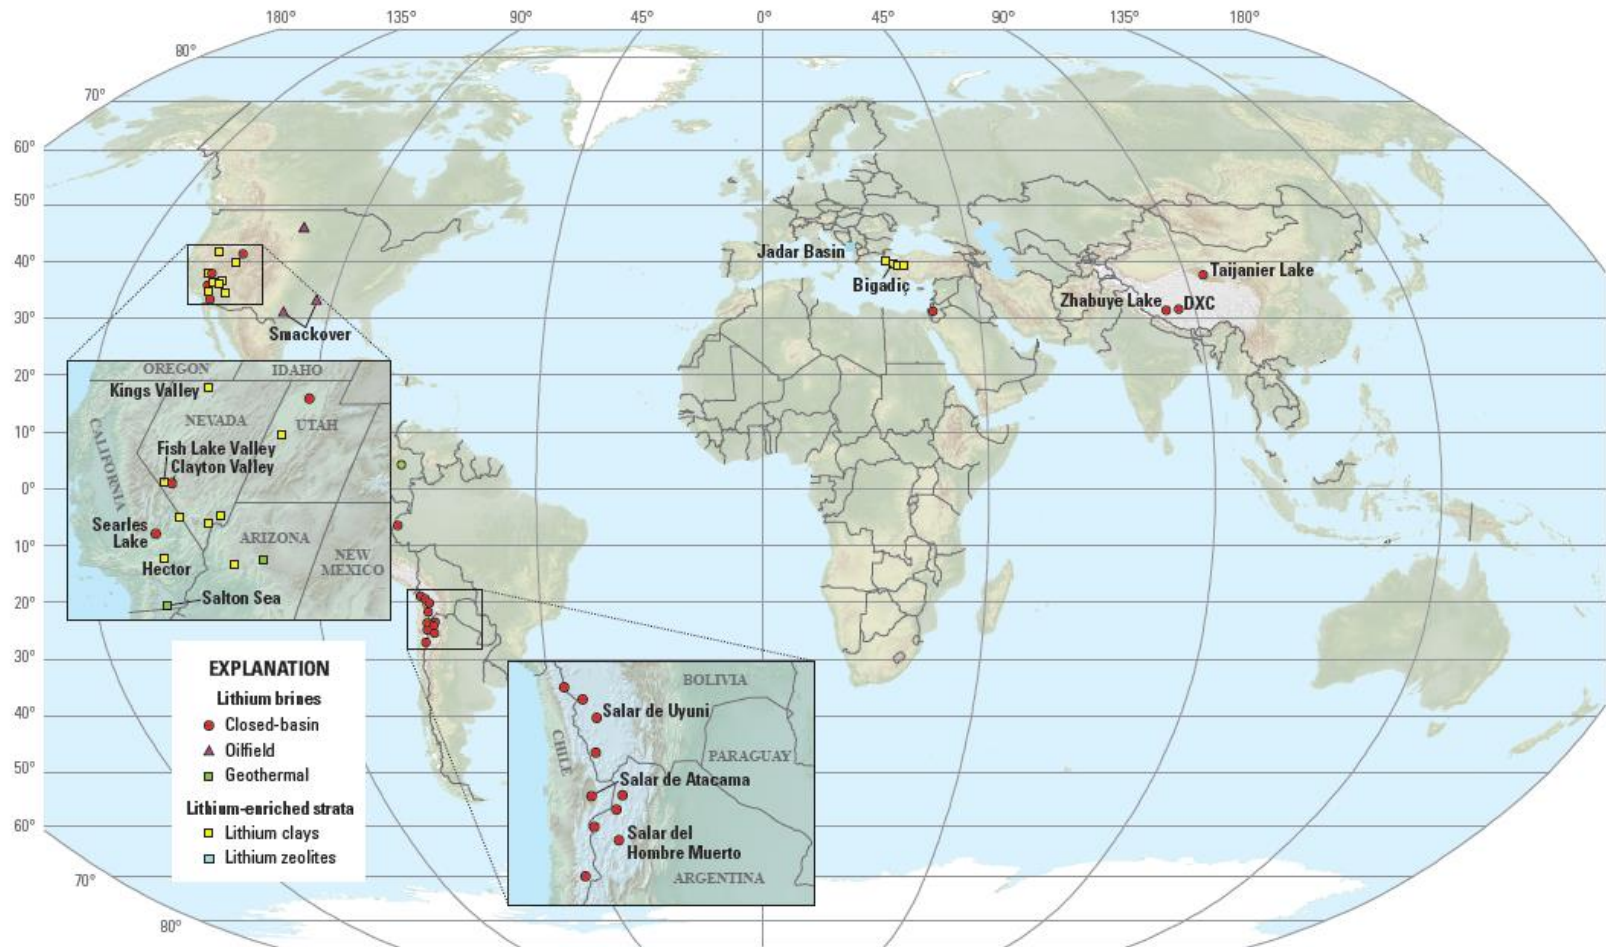 180° 135° 90° 45° 0° 45° 90° 135° 180°
80°
70°
60°
50°
40°
30°
20°
10°
0°
10°
20°
30°
40°
50°
60°
70°
80°
Smackover
Jadar Basin
Bigadiç
Taijanier Lake
Zhabuye Lake
DXC
OREGON
IDAHO
Kings Valley
NEVADA
UTAH
CALIFORNIA
Fish Lake Valley
Clayton Valley
Searles
Lake
ARIZONA
Hector
NEW
MEXICO
Salton Sea
EXPLANATION
Lithium brines
Closed-basin
Oilfield
Geothermal
Lithium-enriched strata
Lithium clays
Lithium zeolites
BOLIVIA
Salar de Uyuni
CHILE
PARAGUAY
Salar de Atacama
Salar del
Hombre Muerto
ARGENTINA